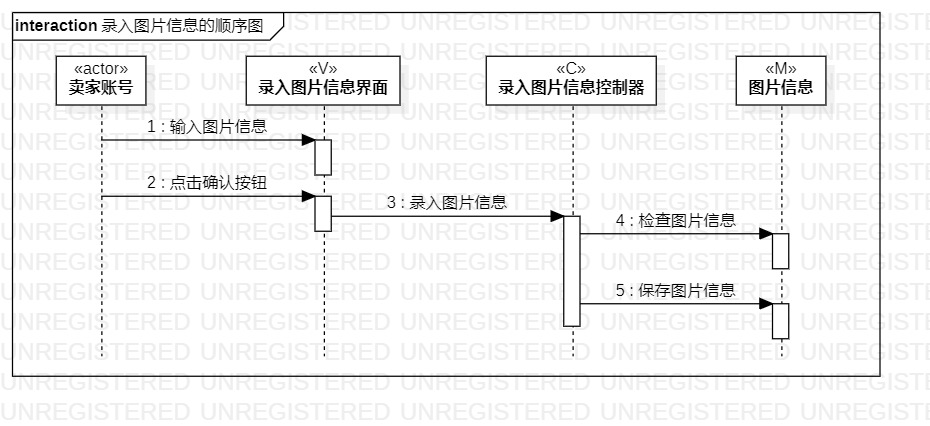 interaction 录入图片信息的顺序图
«actor»
卖家账号
«V»
录入图片信息界面
«C»
录入图片信息控制器
«M»
图片信息
1 : 输入图片信息
2 : 点击确认按钮
3 : 录入图片信息
4 : 检查图片信息
5 : 保存图片信息
UNREGISTERED UNREGISTERED UNREGISTERED UNREGISTERED UNREGISTERED